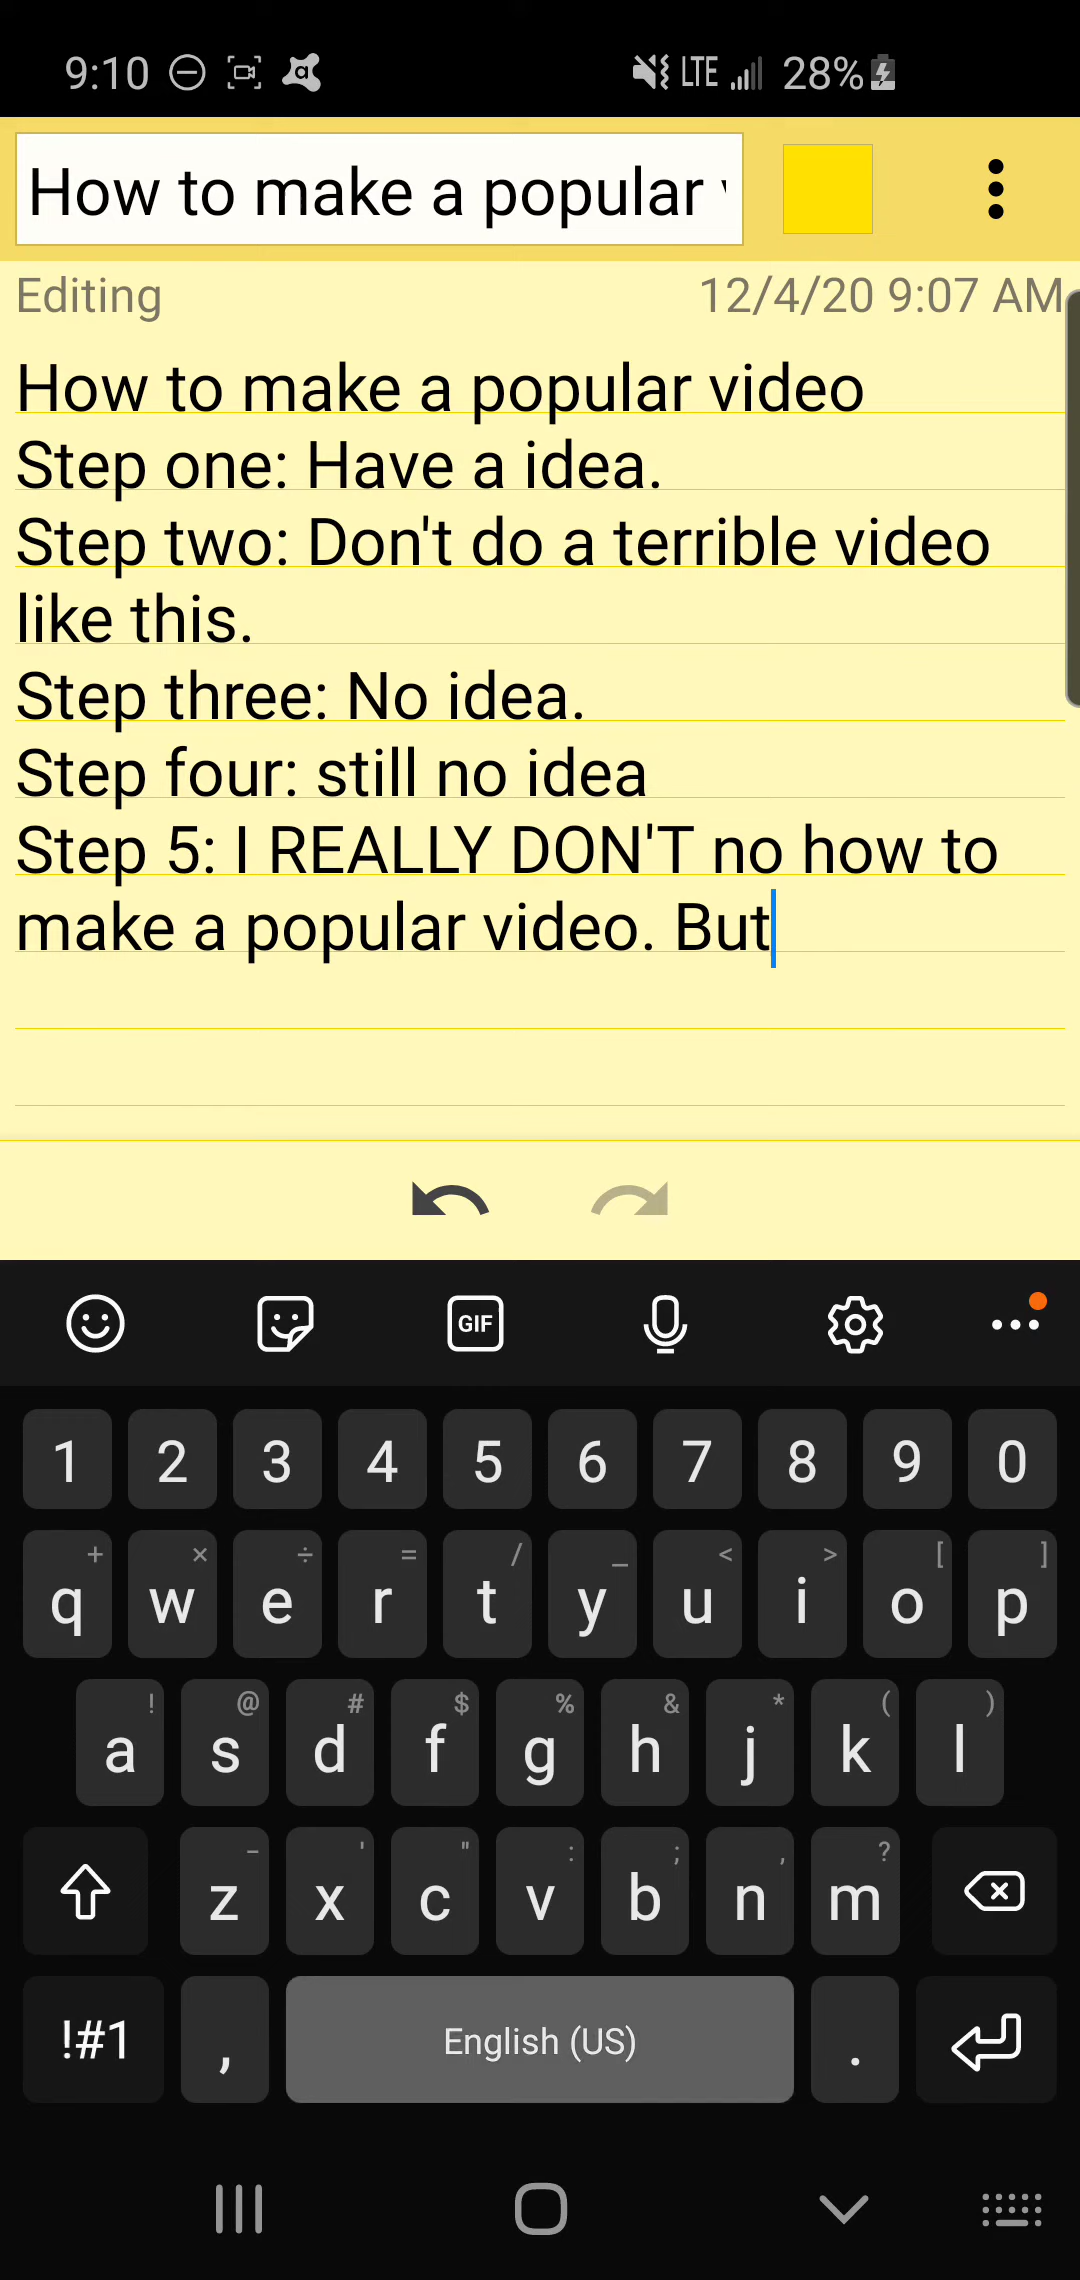 9:10 LTE 28%
How to make a popular
Editing 12/4/20 9:07 AM
How to make a popular video
Step one: Have a idea.
Step two: Don't do a terrible video
like this.
Step three: No idea.
Step four: still no idea
Step 5: I REALLY DON'T no how to
make a popular video. But
GIF
1 2 3 4 5 6 7 8 9 0
+ × ÷ = / _ < > [ ]
q w e r t y u i o p
! @ # $ % & * ( )
a s d f g h j k l
- ' " : ; , ?
z x c v b n m
!#1 , English (US) .